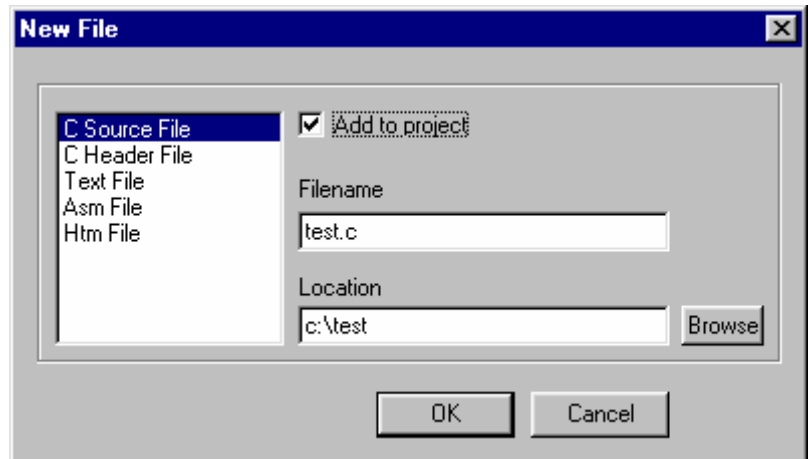 New File
C Source File
C Header File
Text File
Asm File
Htm File
Add to project
Filename
test.c
Location
c:\test
Browse
OK
Cancel